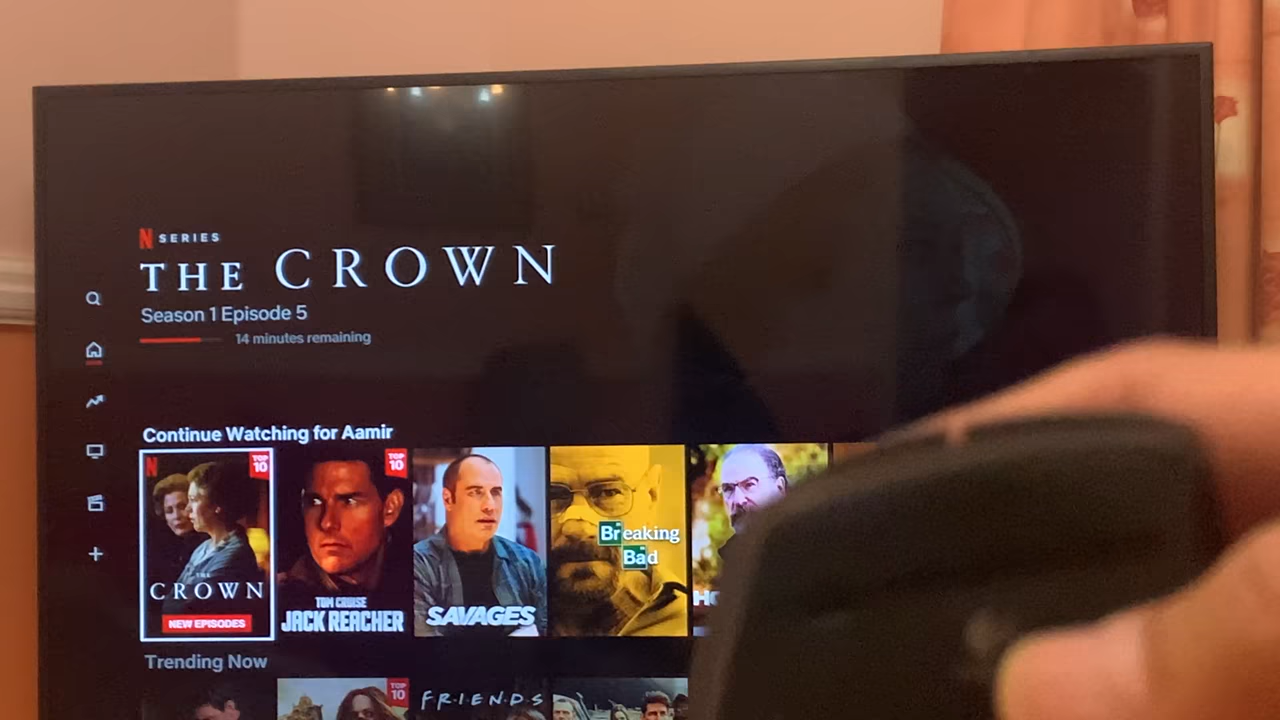 N SERIES
THE CROWN
Season 1 Episode 5
14 minutes remaining
Continue Watching for Aamir
N
TOP
10
THE
CROWN
NEW EPISODES
TOP
10
TOM CRUISE
JACK REACHER
SAVAGES
Breaking
Bad
HO
Trending Now
TOP
10
F·R·I·E·N·D·S